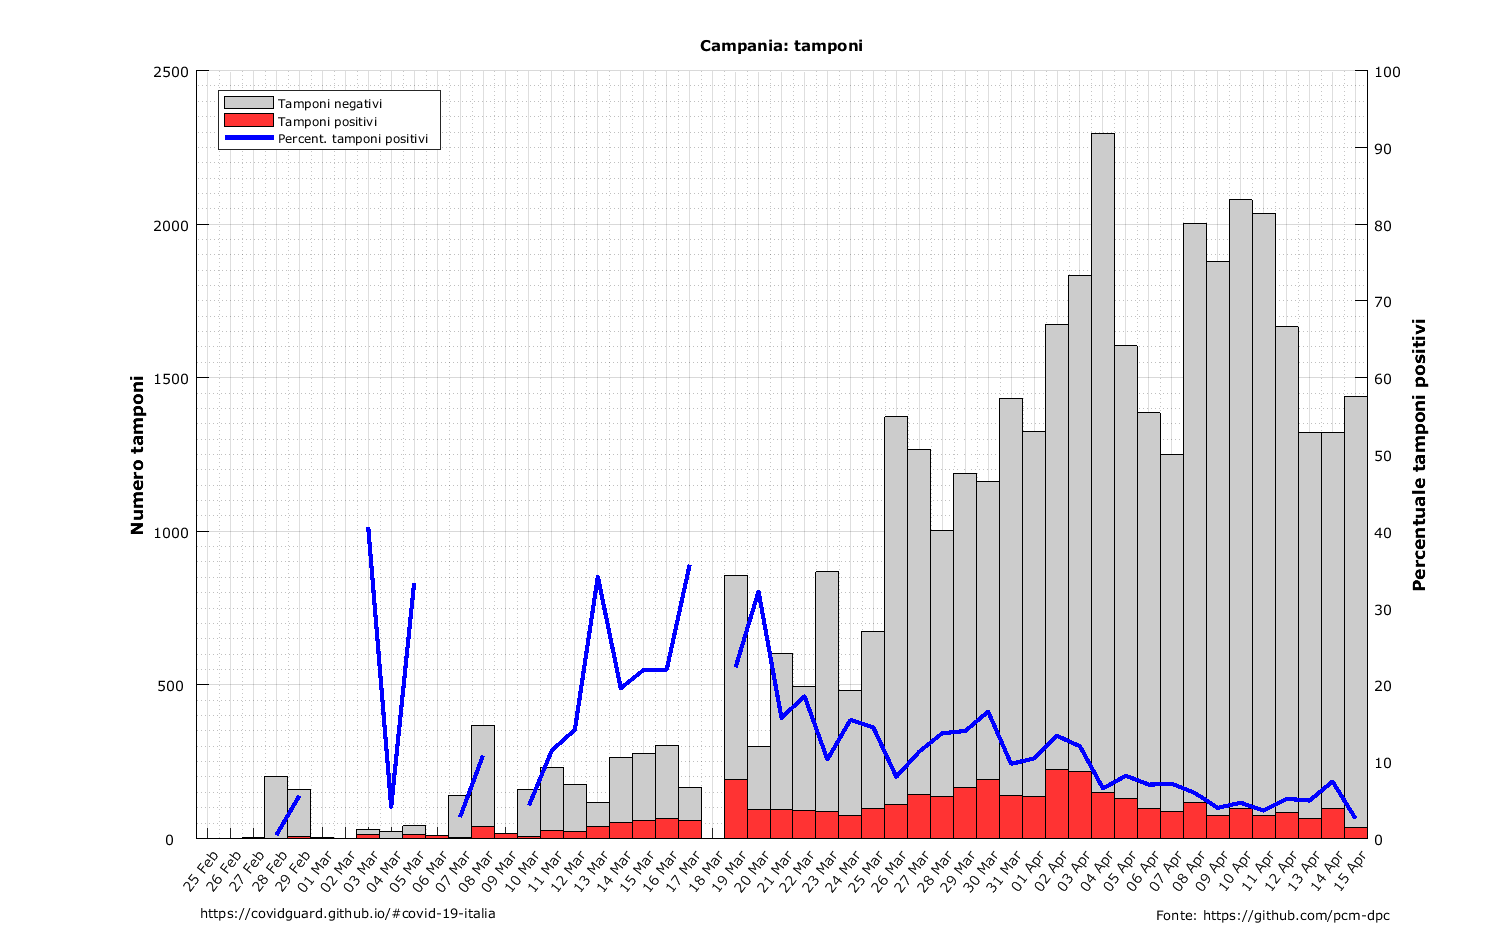 Campania: tamponi
2500
2000
1500
1000
500
0
100
90
80
70
60
50
40
30
20
10
0
Numero tamponi
Percentuale tamponi positivi
Tamponi negativi
Tamponi positivi
Percent. tamponi positivi
25 Feb
26 Feb
27 Feb
28 Feb
29 Feb
01 Mar
02 Mar
03 Mar
04 Mar
05 Mar
06 Mar
07 Mar
08 Mar
09 Mar
10 Mar
11 Mar
12 Mar
13 Mar
14 Mar
15 Mar
16 Mar
17 Mar
18 Mar
19 Mar
20 Mar
21 Mar
22 Mar
23 Mar
24 Mar
25 Mar
26 Mar
27 Mar
28 Mar
29 Mar
30 Mar
31 Mar
01 Apr
02 Apr
03 Apr
04 Apr
05 Apr
06 Apr
07 Apr
08 Apr
09 Apr
10 Apr
11 Apr
12 Apr
13 Apr
14 Apr
15 Apr
https://covidguard.github.io/#covid-19-italia
Fonte: https://github.com/pcm-dpc